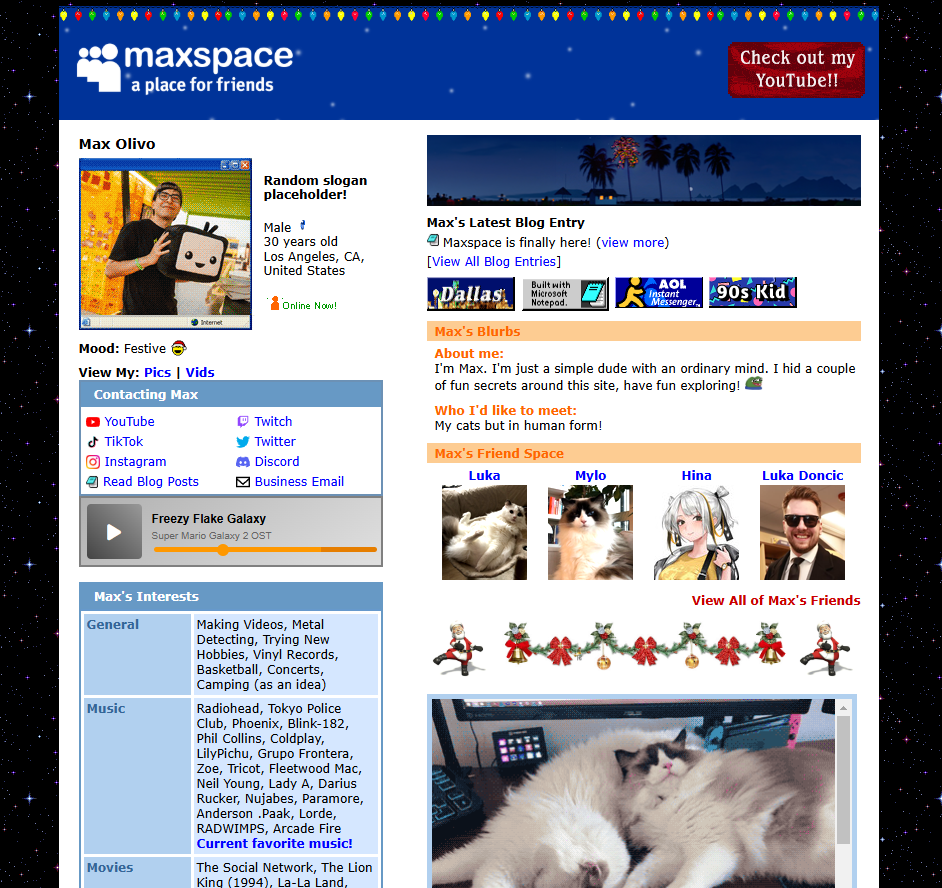 maxspace
a place for friends
Check out my
YouTube!!
Max Olivo
Internet
Random slogan
placeholder!
Male
30 years old
Los Angeles, CA,
United States
Online Now!
Mood: Festive
View My: Pics | Vids
Contacting Max
YouTube
Twitch
TikTok
Twitter
Instagram
Discord
Read Blog Posts
Business Email
Freezy Flake Galaxy
Super Mario Galaxy 2 OST
Max's Interests
General
Making Videos, Metal
Detecting, Trying New
Hobbies, Vinyl Records,
Basketball, Concerts,
Camping (as an idea)
Music
Radiohead, Tokyo Police
Club, Phoenix, Blink-182,
Phil Collins, Coldplay,
LilyPichu, Grupo Frontera,
Zoe, Tricot, Fleetwood Mac,
Neil Young, Lady A, Darius
Rucker, Nujabes, Paramore,
Anderson .Paak, Lorde,
RADWIMPS, Arcade Fire
Current favorite music!
Movies
The Social Network, The Lion
King (1994), La-La Land,
Max's Latest Blog Entry
Maxspace is finally here! (view more)
[View All Blog Entries]
Dallas
Built with
Microsoft
Notepad.
AOL
Instant
Messenger
90s Kid
Max's Blurbs
About me:
I'm Max. I'm just a simple dude with an ordinary mind. I hid a couple
of fun secrets around this site, have fun exploring!
Who I'd like to meet:
My cats but in human form!
Max's Friend Space
Luka
Mylo
Hina
Luka Doncic
View All of Max's Friends